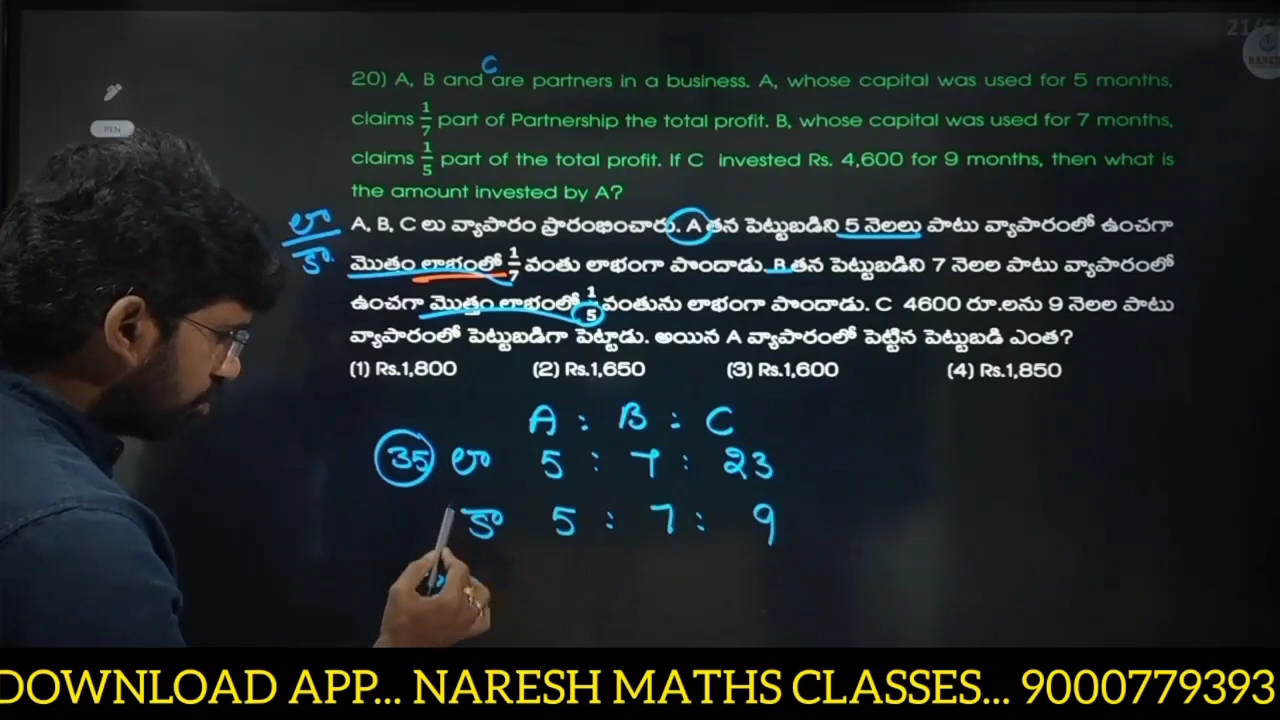 21/5
C
20) A, B and are partners in a business. A, whose capital was used for 5 months,
claims 1/7 part of Partnership the total profit. B, whose capital was used for 7 months,
claims 1/5 part of the total profit. If C invested Rs. 4,600 for 9 months, then what is
the amount invested by A?
PEN
లా
కా
A, B, C లు వ్యాపారం ప్రారంభించారు. A తన పెట్టుబడిని 5 నెలలు పాటు వ్యాపారంలో ఉంచగా
మొత్తం లాభంలో 1/7 వంతు లాభంగా పొందాడు. B తన పెట్టుబడిని 7 నెలల పాటు వ్యాపారంలో
ఉంచగా మొత్తం లాభంలో 1/5 వంతును లాభంగా పొందాడు. C 4600 రూ.లను 9 నెలల పాటు
వ్యాపారంలో పెట్టుబడిగా పెట్టాడు. అయిన A వ్యాపారంలో పెట్టిన పెట్టుబడి ఎంత?
(1) Rs.1,800 (2) Rs.1,650 (3) Rs.1,600 (4) Rs.1,850
A : B : C
35 లా 5 : 7 : 23
కా 5 : 7 : 9
DOWNLOAD APP... NARESH MATHS CLASSES... 9000779393